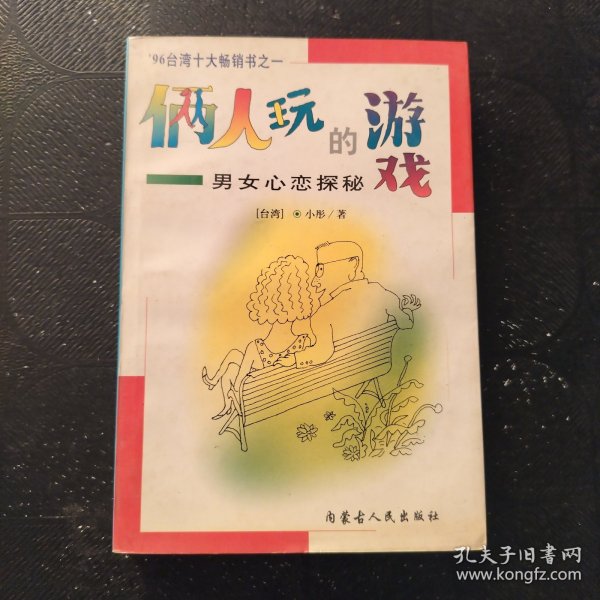 '96台湾十大畅销书之一
俩人玩的游戏
男女心恋探秘
[台湾]⊙小彤/著
内蒙古人民出版社
孔夫子旧书网
www.kongfz.com